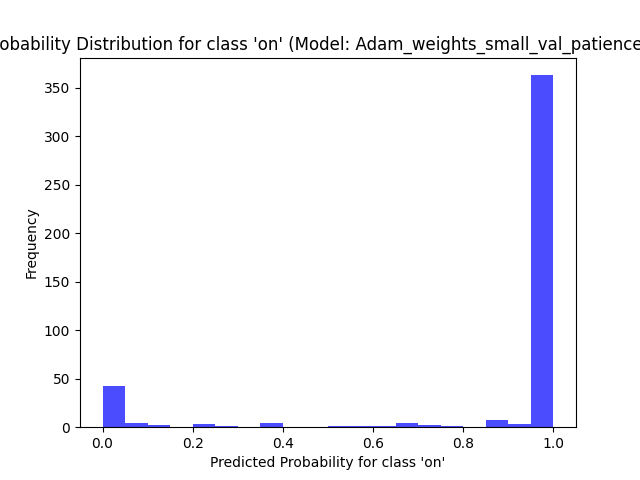 obability Distribution for class 'on' (Model: Adam_weights_small_val_patience
350
300
250
200
150
100
50
0
Frequency
0.0 0.2 0.4 0.6 0.8 1.0
Predicted Probability for class 'on'